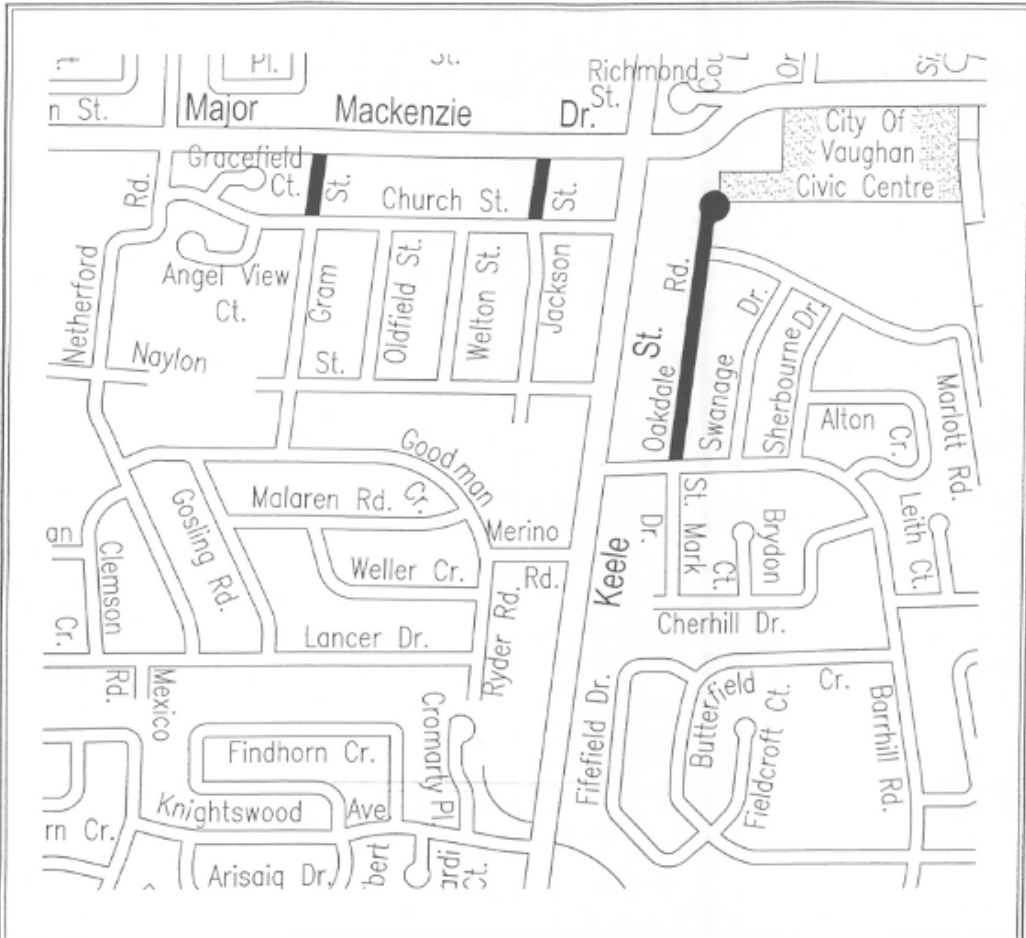 Pl.
St.
Richmond
St.
n St.
Major Mackenzie Dr.
City Of
Vaughan
Civic Centre
Gracefield
Ct.
St.
Church St.
St.
Rd.
Netherford
Angel View
Ct.
Gram
St.
Oldfield St.
Welton St.
Jackson
Naylon
Oakdale Rd.
Keele St.
Swanage Dr.
Sherbourne Dr.
Alton
Cr.
Marlott Rd.
Goodman
Cr.
Malaren Rd.
Gosling Rd.
Merino
Rd.
St. Mark
Dr.
Brydon
Ct.
Leith Ct.
an
Clemson
Rd.
Cr.
Weller Cr.
Lancer Dr.
Ryder Rd.
Cherhill Dr.
Mexico
Cromarty Pl.
Fifefield Dr.
Butterfield
Cr.
Fieldcroft Ct.
Barrhill Rd.
Findhorn Cr.
Knightswood Ave.
rn Cr.
Arisaig Dr.
bert
ardi
Ct.